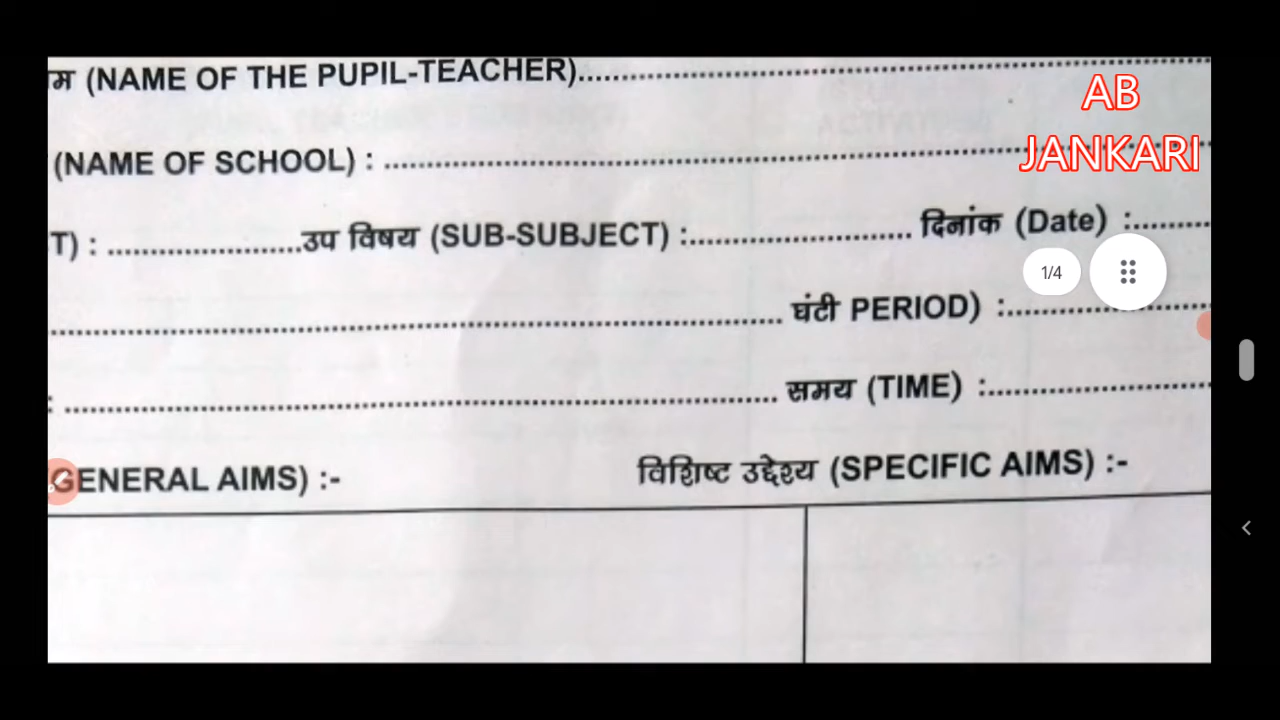 म (NAME OF THE PUPIL-TEACHER)..........
AB
JANKARI
(NAME OF SCHOOL) : ..........
T) : ..........उप विषय (SUB-SUBJECT) :.......... दिनांक (Date) :..........
1/4
.......... घंटी PERIOD) :..........
: .......... समय (TIME) :..........
GENERAL AIMS) :- विशिष्ट उद्देश्य (SPECIFIC AIMS) :-